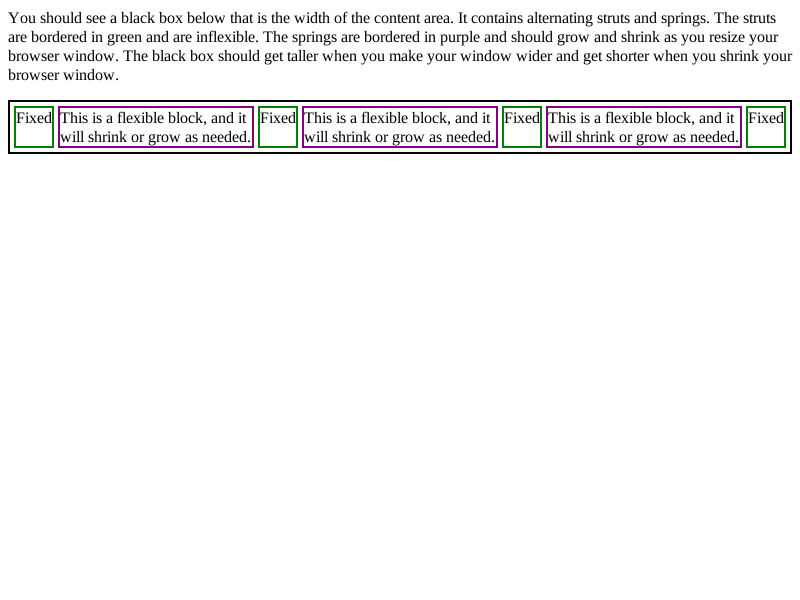 You should see a black box below that is the width of the content area. It contains alternating struts and springs. The struts
are bordered in green and are inflexible. The springs are bordered in purple and should grow and shrink as you resize your
browser window. The black box should get taller when you make your window wider and get shorter when you shrink your
browser window.
Fixed
This is a flexible block, and it
will shrink or grow as needed.
Fixed
This is a flexible block, and it
will shrink or grow as needed.
Fixed
This is a flexible block, and it
will shrink or grow as needed.
Fixed